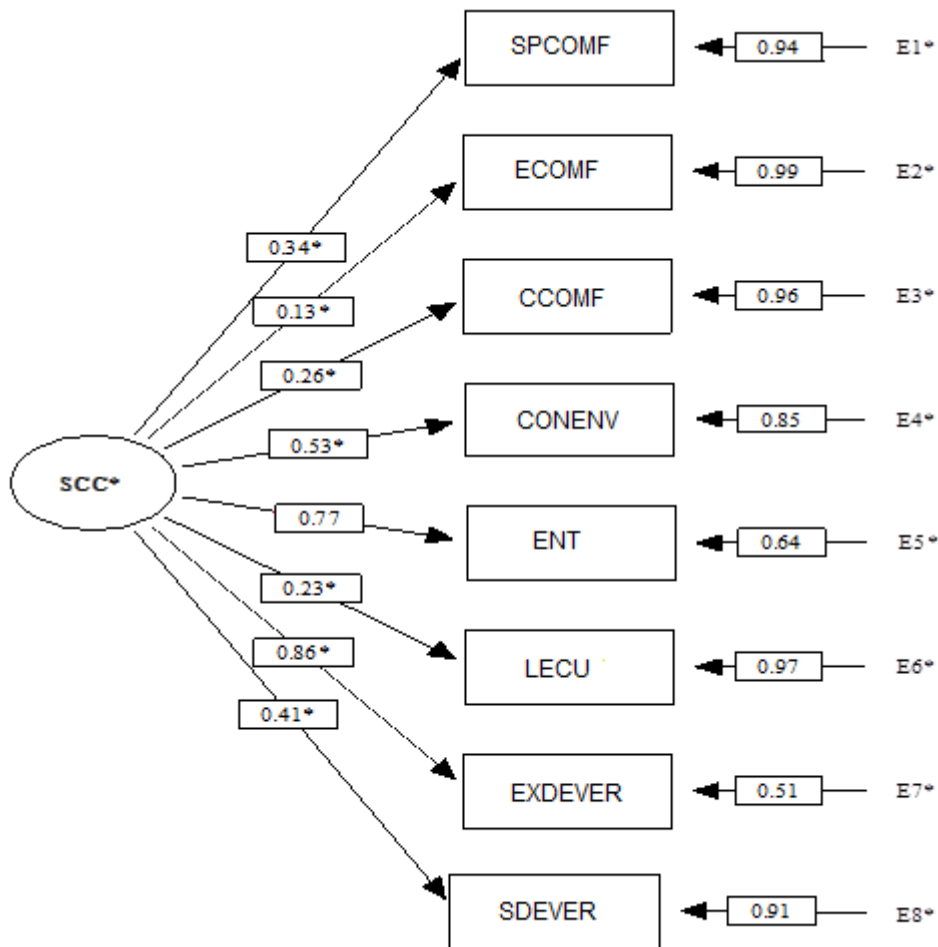 SPCOMF 0.94 E1*
ECOMF 0.99 E2*
0.34*
0.13*
CCOMF 0.96 E3*
0.26*
CONENV 0.85 E4*
0.53*
SCC*
0.77
ENT 0.64 E5*
0.23*
0.86*
LECU 0.97 E6*
0.41*
EXDEVER 0.51 E7*
SDEVER 0.91 E8*